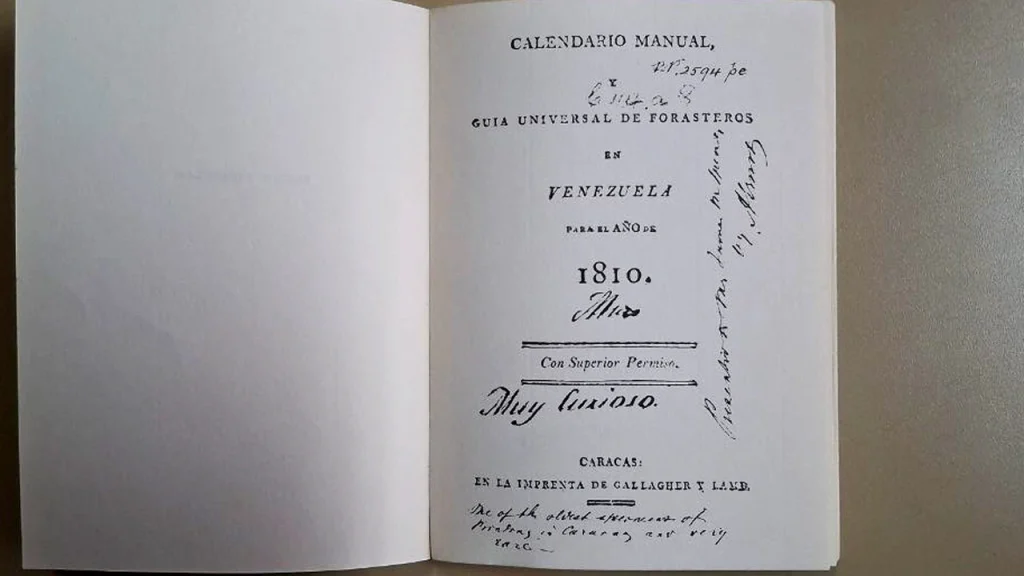 CALENDARIO MANUAL,
Y
GUIA UNIVERSAL DE FORASTEROS
EN
VENEZUELA
PARA EL AÑO DE
1810.
Con Superior Permiso.
Muy Curioso.
CARACAS:
EN LA IMPRENTA DE GALLAGHER Y LAMB.
One of the oldest specimens of
Printing in Caracas and very
rare